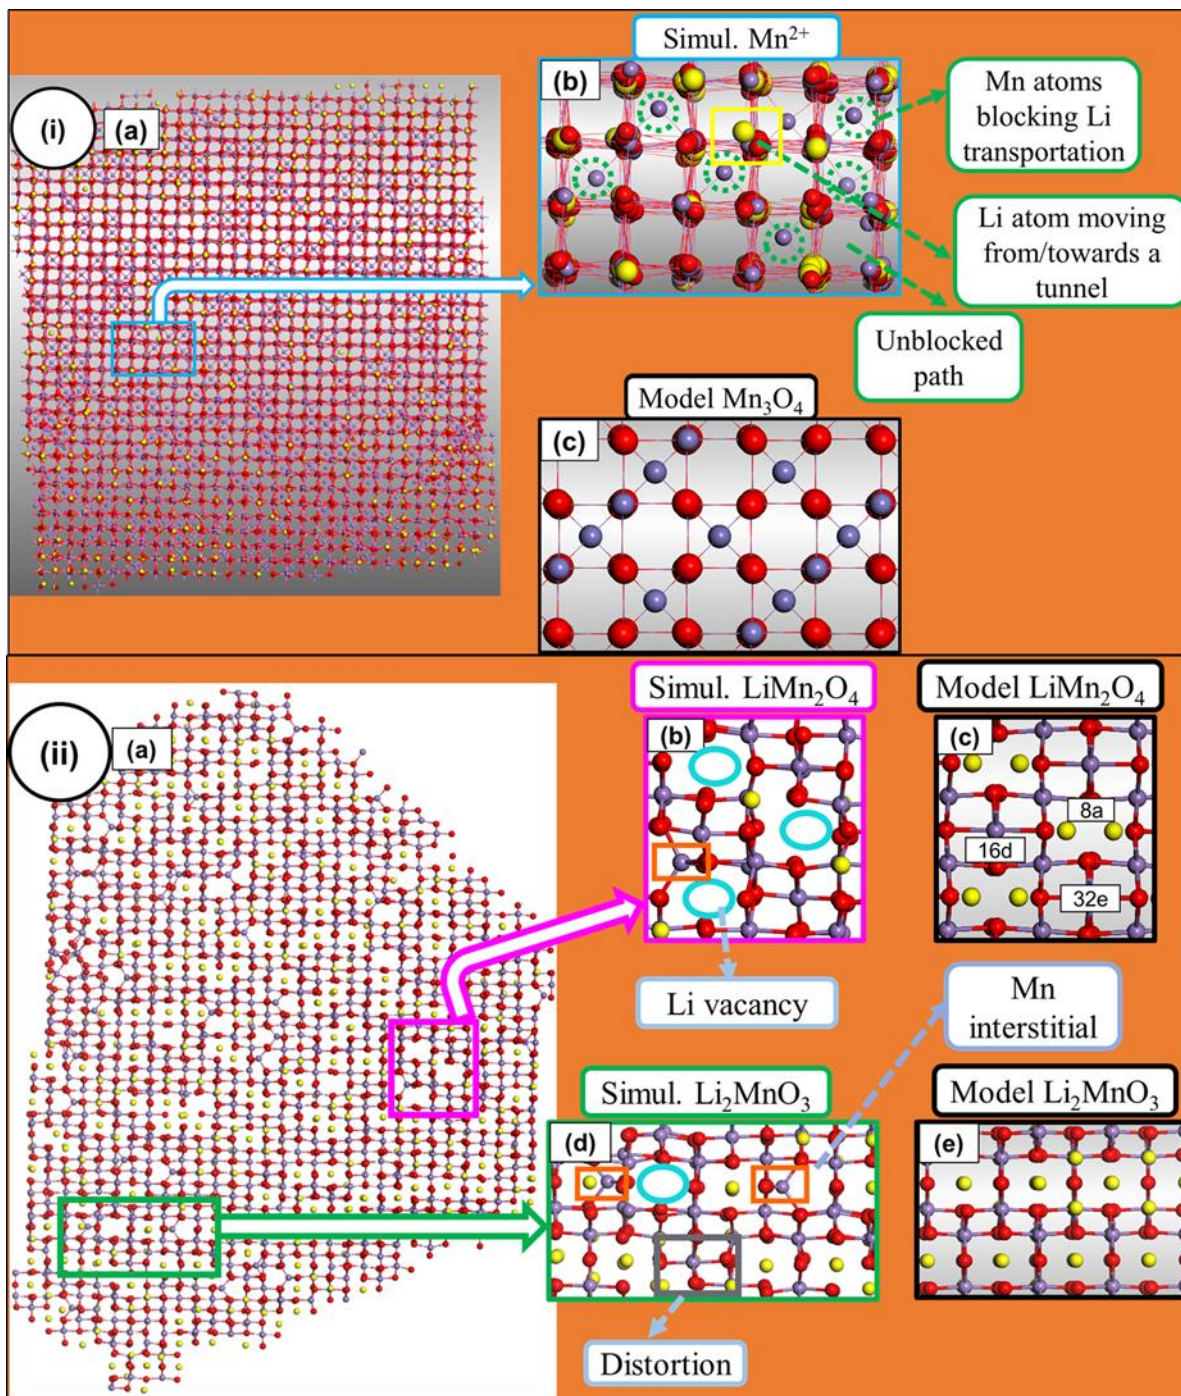 Simul. Mn²⁺
(i)
(a)
(b)
Mn atoms
blocking Li
transportation
Li atom moving
from/towards a
tunnel
Unblocked
path
Model Mn₃O₄
(c)
Simul. LiMn₂O₄
Model LiMn₂O₄
(ii)
(a)
(b)
(c)
8a
16d
32e
Li vacancy
Mn
interstitial
Simul. Li₂MnO₃
Model Li₂MnO₃
(d)
(e)
Distortion